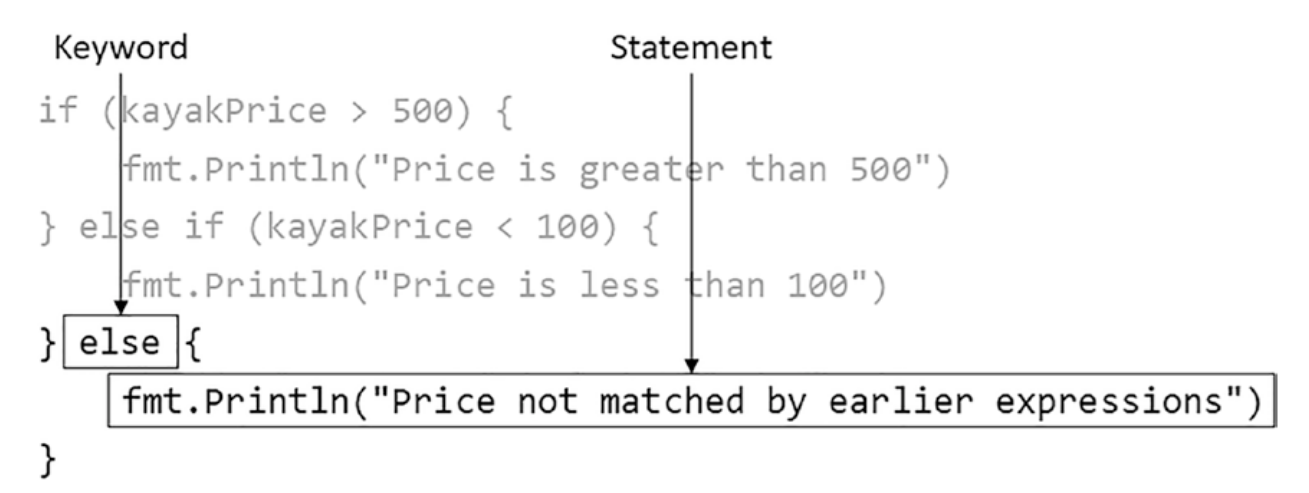 Keyword Statement
if (kayakPrice > 500) {
    fmt.Println("Price is greater than 500")
} else if (kayakPrice < 100) {
    fmt.Println("Price is less than 100")
} else {
    fmt.Println("Price not matched by earlier expressions")
}